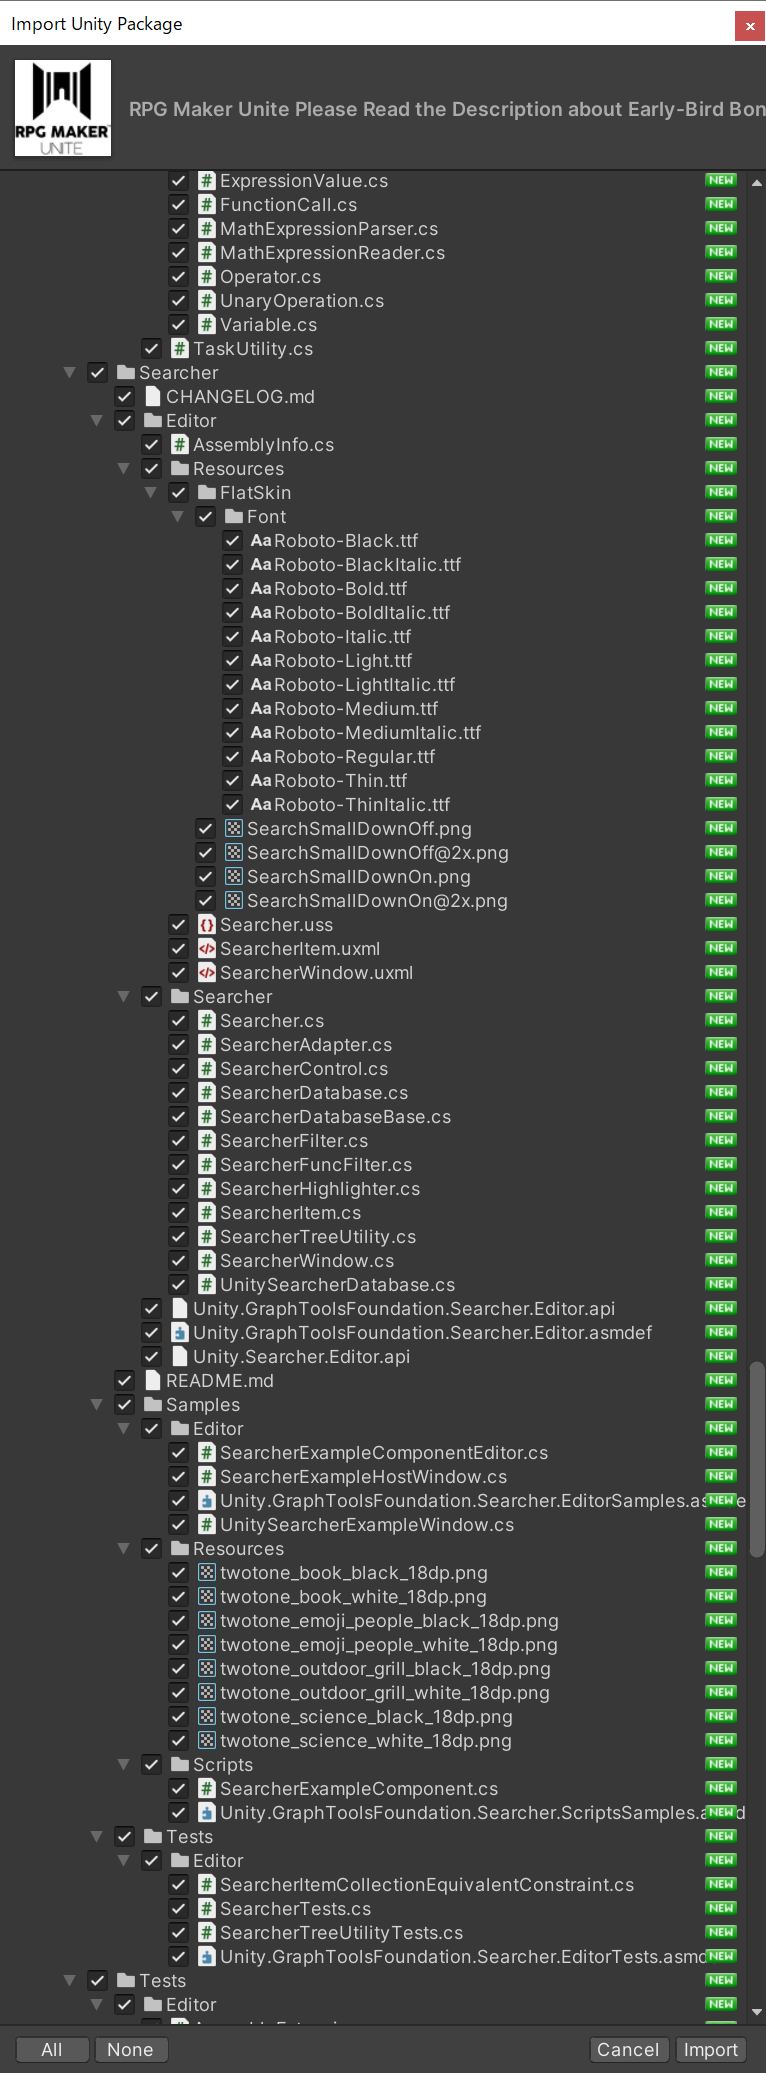 Import Unity Package
x
RPG MAKER
UNITE
RPG Maker Unite Please Read the Description about Early-Bird Bon
ExpressionValue.cs NEW
FunctionCall.cs NEW
MathExpressionParser.cs NEW
MathExpressionReader.cs NEW
Operator.cs NEW
UnaryOperation.cs NEW
Variable.cs NEW
TaskUtility.cs NEW
Searcher NEW
CHANGELOG.md NEW
Editor NEW
AssemblyInfo.cs NEW
Resources NEW
FlatSkin NEW
Font NEW
Aa Roboto-Black.ttf NEW
Aa Roboto-BlackItalic.ttf NEW
Aa Roboto-Bold.ttf NEW
Aa Roboto-BoldItalic.ttf NEW
Aa Roboto-Italic.ttf NEW
Aa Roboto-Light.ttf NEW
Aa Roboto-LightItalic.ttf NEW
Aa Roboto-Medium.ttf NEW
Aa Roboto-MediumItalic.ttf NEW
Aa Roboto-Regular.ttf NEW
Aa Roboto-Thin.ttf NEW
Aa Roboto-ThinItalic.ttf NEW
SearchSmallDownOff.png NEW
SearchSmallDownOff@2x.png NEW
SearchSmallDownOn.png NEW
SearchSmallDownOn@2x.png NEW
Searcher.uss NEW
SearcherItem.uxml NEW
SearcherWindow.uxml NEW
Searcher NEW
Searcher.cs NEW
SearcherAdapter.cs NEW
SearcherControl.cs NEW
SearcherDatabase.cs NEW
SearcherDatabaseBase.cs NEW
SearcherFilter.cs NEW
SearcherFuncFilter.cs NEW
SearcherHighlighter.cs NEW
SearcherItem.cs NEW
SearcherTreeUtility.cs NEW
SearcherWindow.cs NEW
UnitySearcherDatabase.cs NEW
Unity.GraphToolsFoundation.Searcher.Editor.api NEW
Unity.GraphToolsFoundation.Searcher.Editor.asmdef NEW
Unity.Searcher.Editor.api NEW
README.md NEW
Samples NEW
Editor NEW
SearcherExampleComponentEditor.cs NEW
SearcherExampleHostWindow.cs NEW
Unity.GraphToolsFoundation.Searcher.EditorSamples.as NEW
UnitySearcherExampleWindow.cs NEW
Resources NEW
twotone_book_black_18dp.png NEW
twotone_book_white_18dp.png NEW
twotone_emoji_people_black_18dp.png NEW
twotone_emoji_people_white_18dp.png NEW
twotone_outdoor_grill_black_18dp.png NEW
twotone_outdoor_grill_white_18dp.png NEW
twotone_science_black_18dp.png NEW
twotone_science_white_18dp.png NEW
Scripts NEW
SearcherExampleComponent.cs NEW
Unity.GraphToolsFoundation.Searcher.ScriptsSamples.a NEW
Tests NEW
Editor NEW
SearcherItemCollectionEquivalentConstraint.cs NEW
SearcherTests.cs NEW
SearcherTreeUtilityTests.cs NEW
Unity.GraphToolsFoundation.Searcher.EditorTests.asmd NEW
Tests NEW
Editor NEW
All None Cancel Import